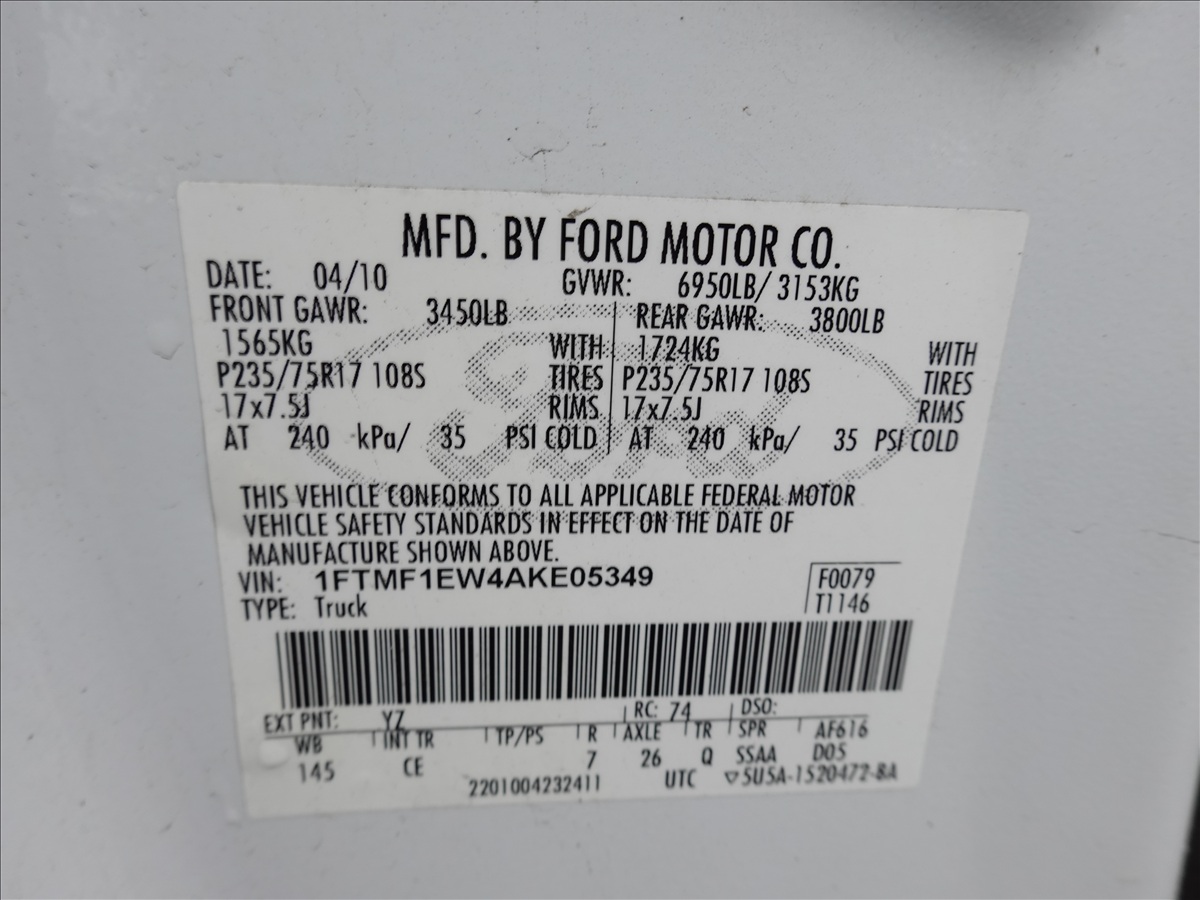 MFD. BY FORD MOTOR CO.
DATE: 04/10 GVWR: 6950LB/ 3153KG
FRONT GAWR: 3450LB REAR GAWR: 3800LB
1565KG WITH 1724KG WITH
P235/75R17 108S TIRES P235/75R17 108S TIRES
17x7.5J RIMS 17x7.5J RIMS
AT 240 kPa/ 35 PSI COLD AT 240 kPa/ 35 PSI COLD
Ford
THIS VEHICLE CONFORMS TO ALL APPLICABLE FEDERAL MOTOR
VEHICLE SAFETY STANDARDS IN EFFECT ON THE DATE OF
MANUFACTURE SHOWN ABOVE.
VIN: 1FTMF1EW4AKE05349 F0079
TYPE: Truck T1146
EXT PNT: YZ RC: 74 DSO:
WB INT TR TP/PS R AXLE TR SPR AF616
145 CE 7 26 Q SSAA D05
2201004232411 UTC ▽5U5A-1520472-BA